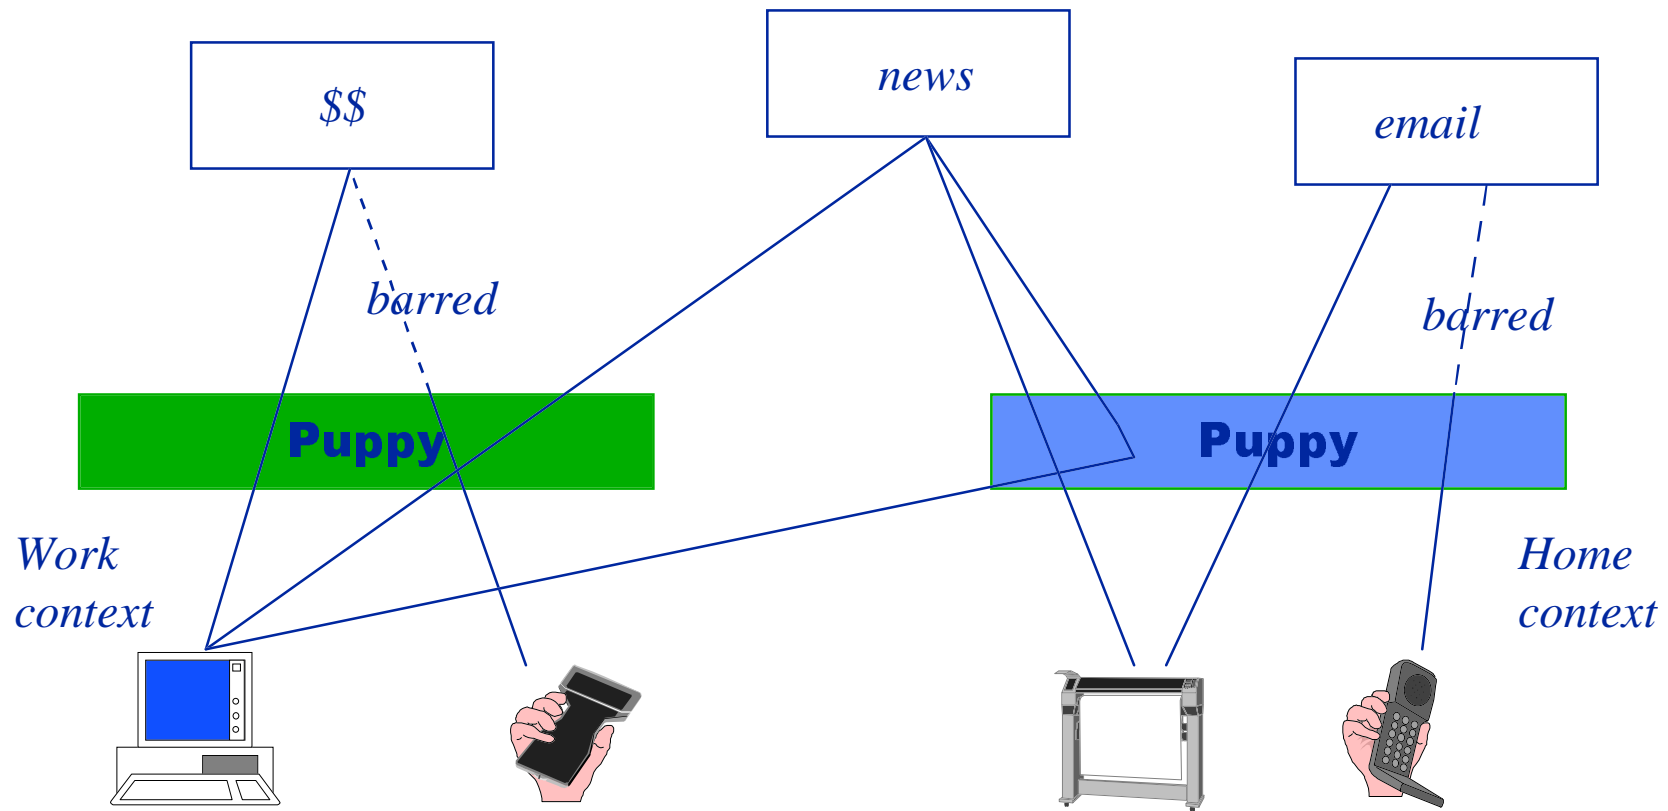 $$
news
email
barred
barred
Puppy
Puppy
Work
context
Home
context